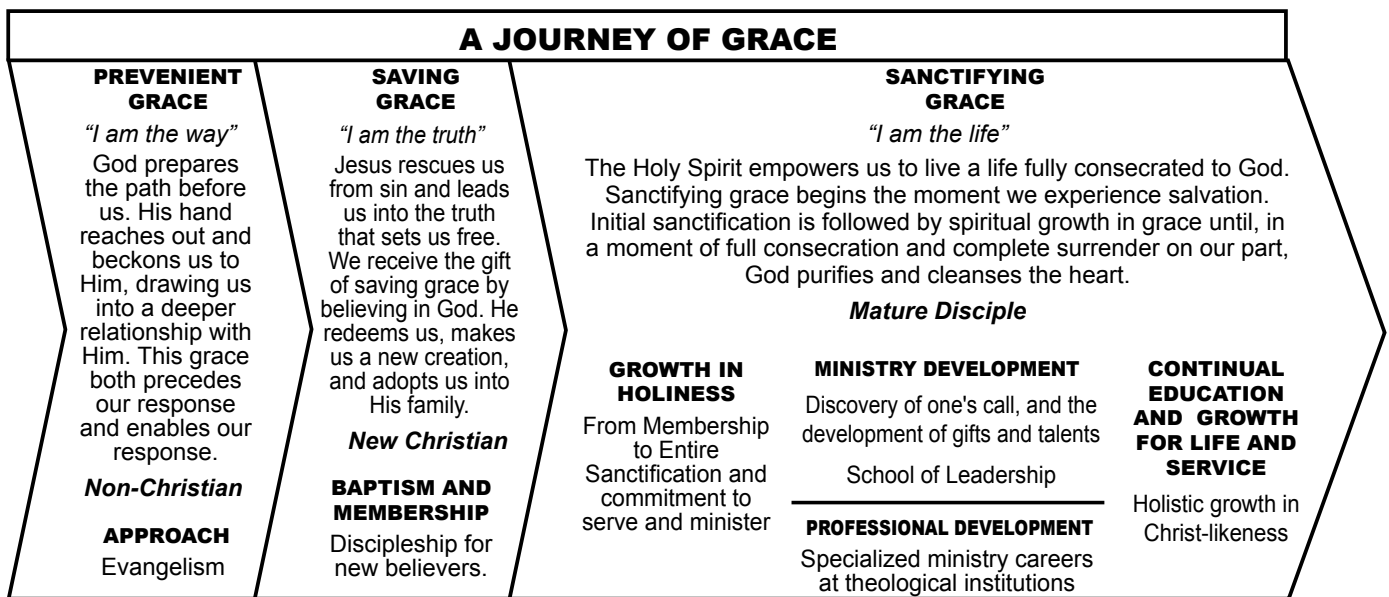 A JOURNEY OF GRACE
PREVENIENT
GRACE
“I am the way”
God prepares
the path before
us. His hand
reaches out and
beckons us to
Him, drawing us
into a deeper
relationship with
Him. This grace
both precedes
our response
and enables our
response.
Non-Christian
APPROACH
Evangelism
SAVING
GRACE
“I am the truth”
Jesus rescues us
from sin and leads
us into the truth
that sets us free.
We receive the gift
of saving grace by
believing in God. He
redeems us, makes
us a new creation,
and adopts us into
His family.
New Christian
BAPTISM AND
MEMBERSHIP
Discipleship for
new believers.
SANCTIFYING
GRACE
“I am the life”
The Holy Spirit empowers us to live a life fully consecrated to God.
Sanctifying grace begins the moment we experience salvation.
Initial sanctification is followed by spiritual growth in grace until, in
a moment of full consecration and complete surrender on our part,
God purifies and cleanses the heart.
Mature Disciple
GROWTH IN
HOLINESS
From Membership
to Entire
Sanctification and
commitment to
serve and minister
MINISTRY DEVELOPMENT
Discovery of one's call, and the
development of gifts and talents
School of Leadership
PROFESSIONAL DEVELOPMENT
Specialized ministry careers
at theological institutions
CONTINUAL
EDUCATION
AND GROWTH
FOR LIFE AND
SERVICE
Holistic growth in
Christ-likeness